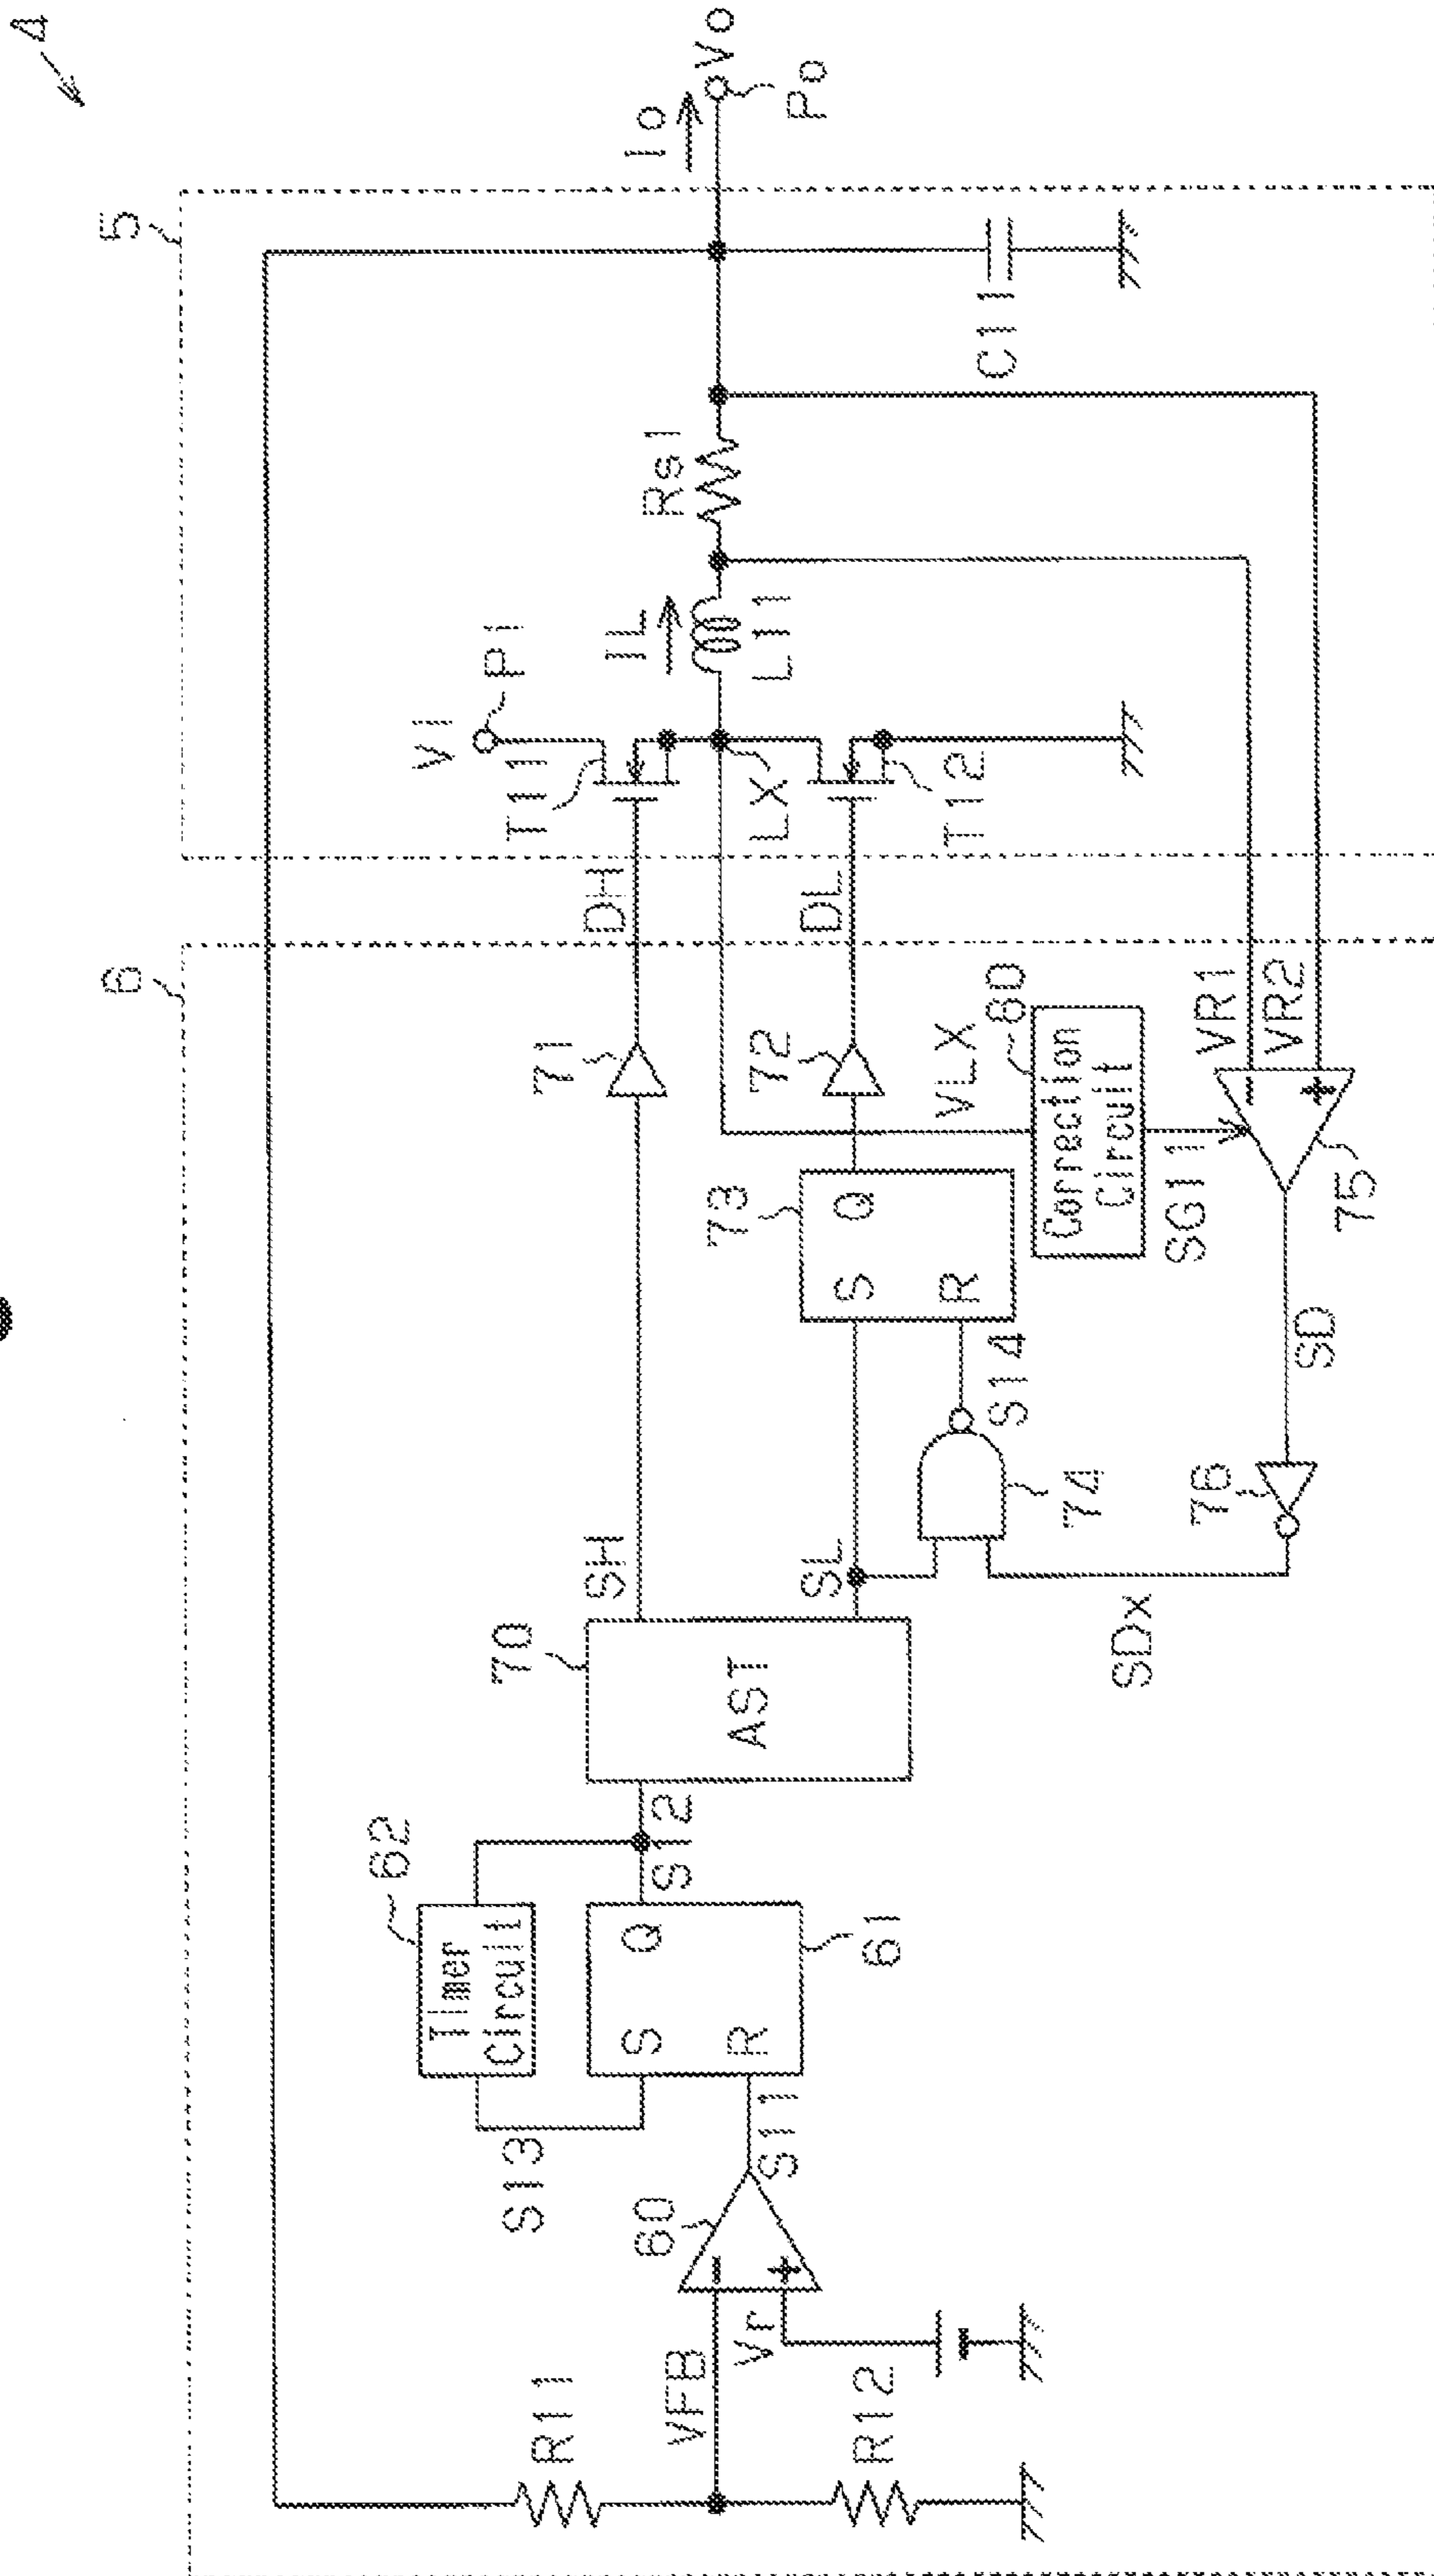 4
5
Io
Vo
Po
Vi
Pi
T11
IL
L11
Rs1
C11
LX
T12
6
DH
DL
71
72
VLX
80
Correction
Circuit
SG11
VR1
VR2
-
+
75
73
S
Q
R
S14
74
SD
76
SDx
SH
SL
70
AST
62
Timer
Circuit
S12
S13
S
Q
R
61
S11
60
-
+
VFB
Vr
R11
R12